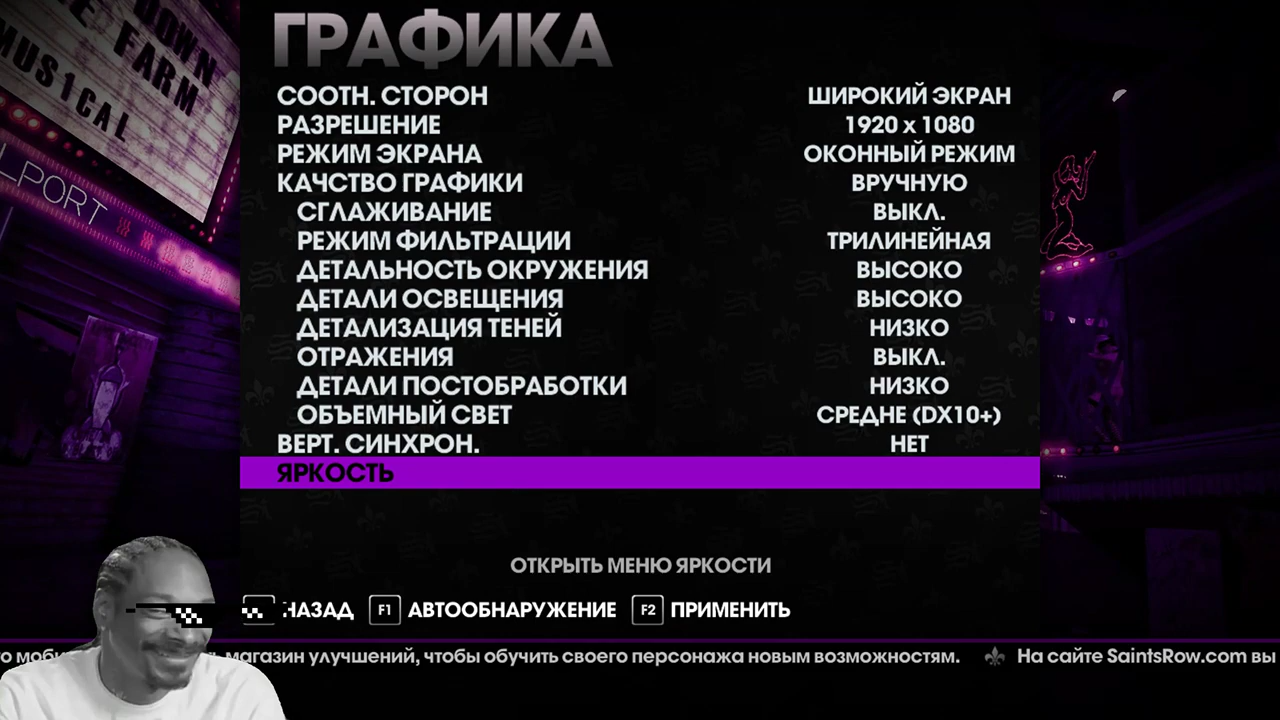 DOWN
FARM
MUS1CAL
LPORT
ГРАФИКА
СООТН. СТОРОН ШИРОКИЙ ЭКРАН
РАЗРЕШЕНИЕ 1920 x 1080
РЕЖИМ ЭКРАНА ОКОННЫЙ РЕЖИМ
КАЧСТВО ГРАФИКИ ВРУЧНУЮ
СГЛАЖИВАНИЕ ВЫКЛ.
РЕЖИМ ФИЛЬТРАЦИИ ТРИЛИНЕЙНАЯ
ДЕТАЛЬНОСТЬ ОКРУЖЕНИЯ ВЫСОКО
ДЕТАЛИ ОСВЕЩЕНИЯ ВЫСОКО
ДЕТАЛИЗАЦИЯ ТЕНЕЙ НИЗКО
ОТРАЖЕНИЯ ВЫКЛ.
ДЕТАЛИ ПОСТОБРАБОТКИ НИЗКО
ОБЪЕМНЫЙ СВЕТ СРЕДНЕ (DX10+)
ВЕРТ. СИНХРОН. НЕТ
ЯРКОСТЬ
ОТКРЫТЬ МЕНЮ ЯРКОСТИ
НАЗАД F1 АВТООБНАРУЖЕНИЕ F2 ПРИМЕНИТЬ
магазин улучшений, чтобы обучить своего персонажа новым возможностям. На сайте SaintsRow.com вы